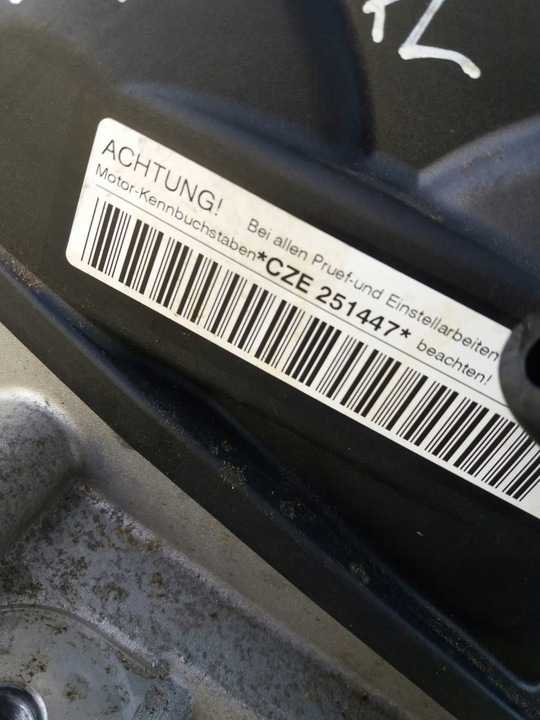 ACHTUNG! Bei allen Pruef-und Einstellarbeiten
Motor-Kennbuchstaben *CZE 251447* beachten!